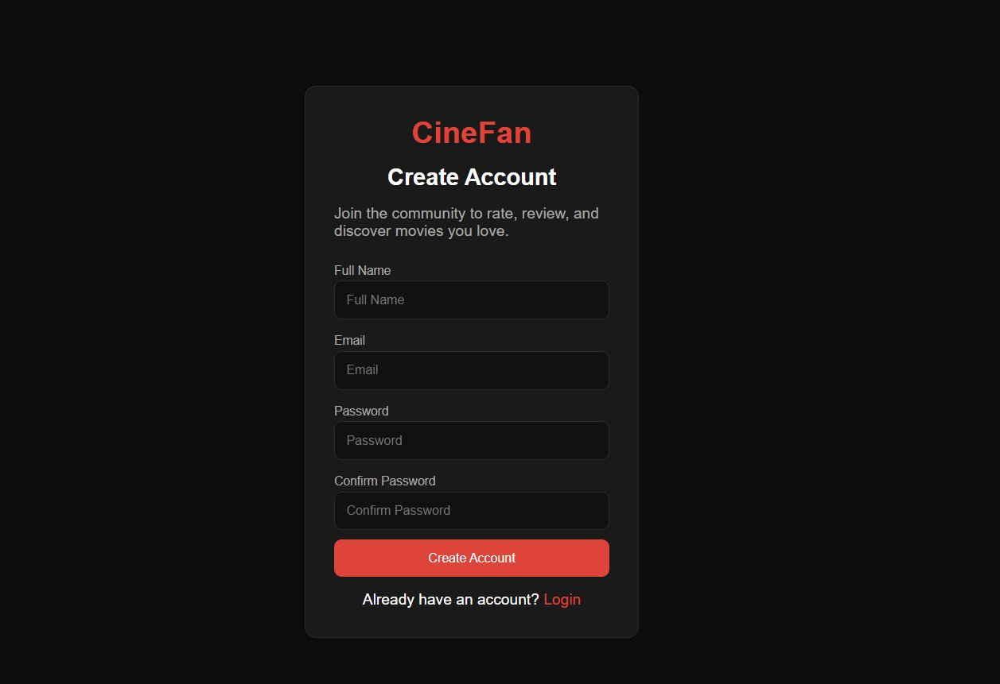 CineFan
Create Account
Join the community to rate, review, and
discover movies you love.
Full Name
Full Name
Email
Email
Password
Password
Confirm Password
Confirm Password
Create Account
Already have an account? Login